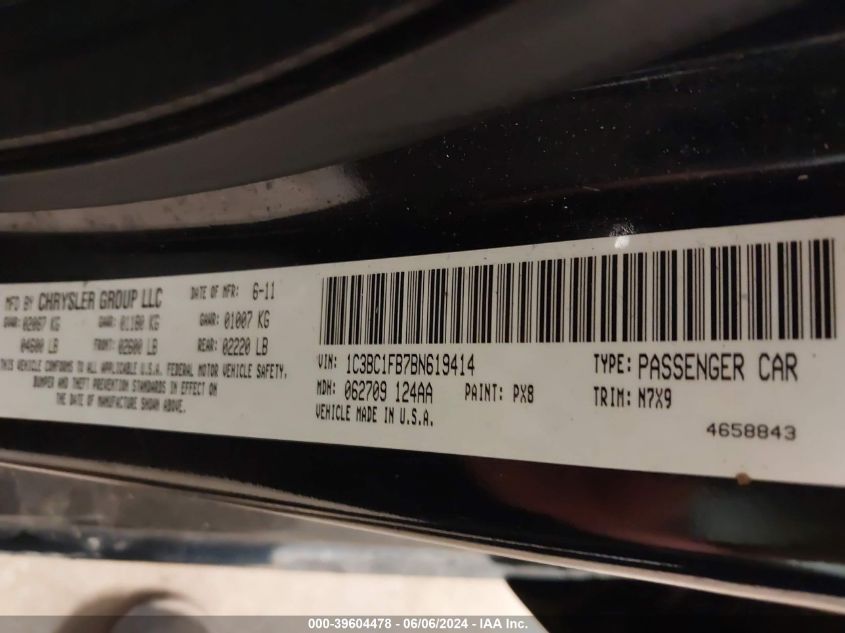 MFD BY CHRYSLER GROUP LLC DATE OF MFR: 6-11
GVWR: 02087 KG GAWR: 01180 KG GAWR: 01007 KG
04600 LB FRONT: 02600 LB REAR: 02220 LB
THIS VEHICLE CONFORMS TO ALL APPLICABLE U.S.A. FEDERAL MOTOR VEHICLE SAFETY,
BUMPER AND THEFT PREVENTION STANDARDS IN EFFECT ON
THE DATE OF MANUFACTURE SHOWN ABOVE.
VIN: 1C3BC1FB7BN619414 TYPE: PASSENGER CAR
MDH: 062709 124AA PAINT: PX8 TRIM: N7X9
VEHICLE MADE IN U.S.A.
4658843
000-39604478 - 06/06/2024 - IAA Inc.